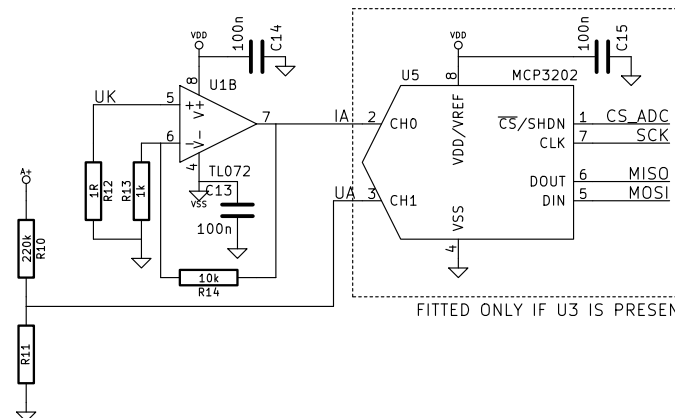 VDD
100n
C14
8
U1B
UK
5
V+
+
7
6
V-
-
4
TL072
VSS
C13
100n
1R
R12
1k
R13
A+
220k
R10
10k
R14
R11
IA
2
CH0
UA
3
CH1
VDD
100n
C15
8
U5
MCP3202
VDD/VREF
CS/SHDN
1
CS_ADC
CLK
7
SCK
DOUT
6
MISO
DIN
5
MOSI
VSS
4
FITTED ONLY IF U3 IS PRESEN